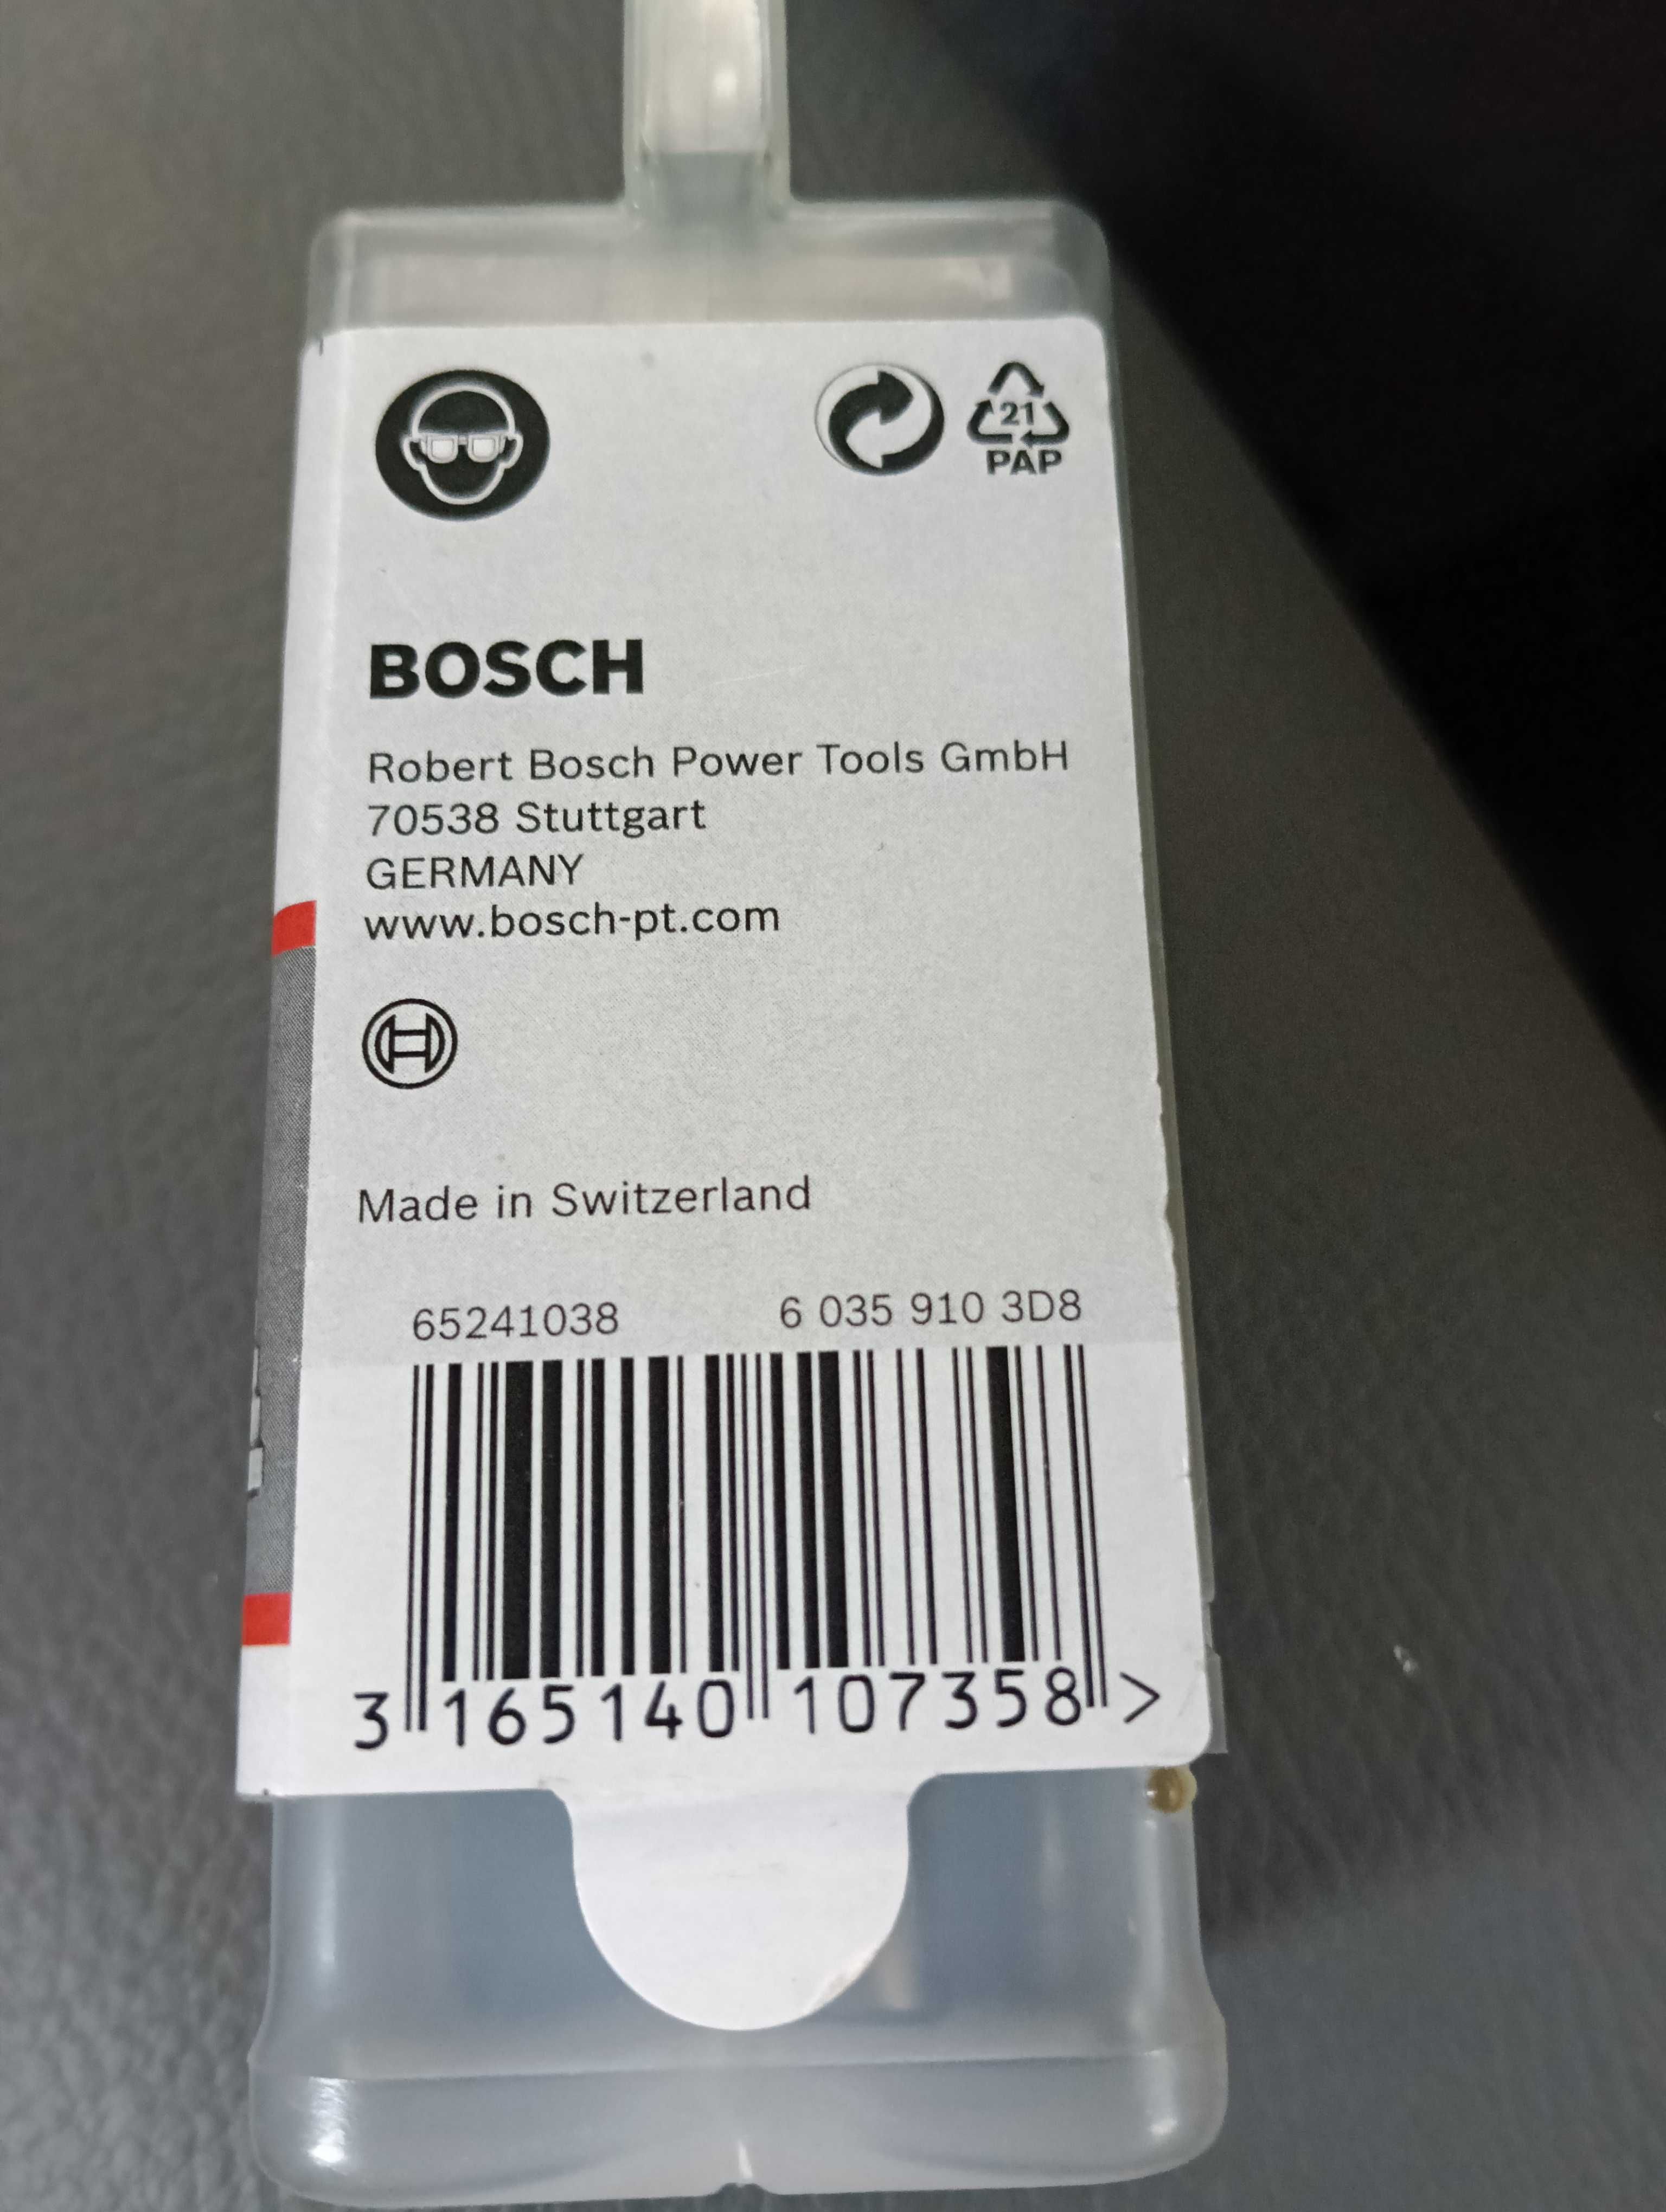 21
PAP
BOSCH
Robert Bosch Power Tools GmbH
70538 Stuttgart
GERMANY
www.bosch-pt.com
Made in Switzerland
65241038 6 035 910 3D8
3 165140 107358 >